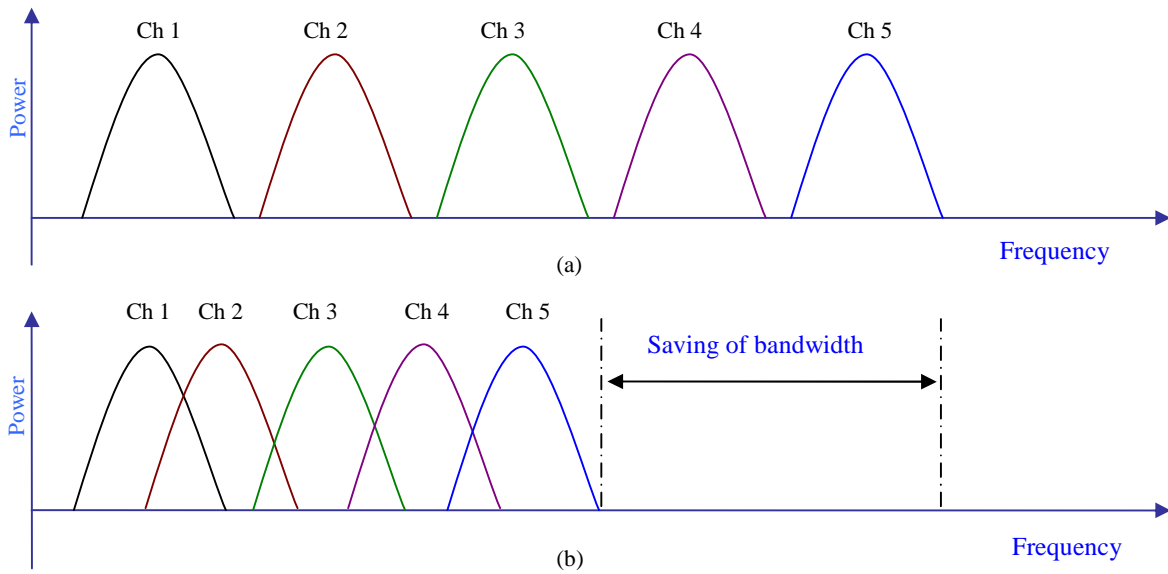 Ch 1 Ch 2 Ch 3 Ch 4 Ch 5
Power
Frequency
(a)
Ch 1 Ch 2 Ch 3 Ch 4 Ch 5
Saving of bandwidth
Power
Frequency
(b)